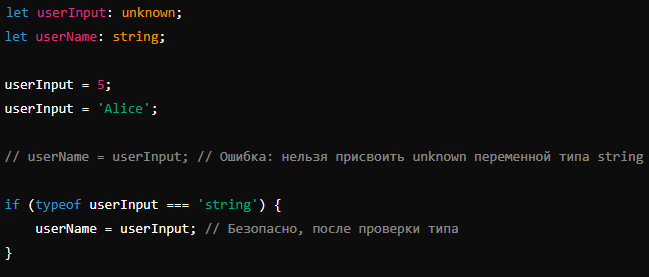 let userInput: unknown;
let userName: string;
userInput = 5;
userInput = 'Alice';
// userName = userInput; // Ошибка: нельзя присвоить unknown переменной типа string
if (typeof userInput === 'string') {
    userName = userInput; // Безопасно, после проверки типа
}